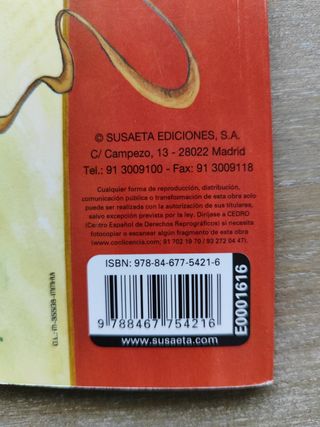 © SUSAETA EDICIONES, S.A.
C/ Campezo, 13 - 28022 Madrid
Tel.: 91 3009100 - Fax: 91 3009118
Cualquier forma de reproducción, distribución,
comunicación pública o transformación de esta obra solo
puede ser realizada con la autorización de sus titulares,
salvo excepción prevista por la ley. Diríjase a CEDRO
(Centro Español de Derechos Reprográficos) si necesita
fotocopiar o escanear algún fragmento de esta obra
(www.conlicencia.com; 91 702 19 70 / 93 272 04 47).
ISBN: 978-84-677-5421-6
9 788467 754216
www.susaeta.com
E0001616